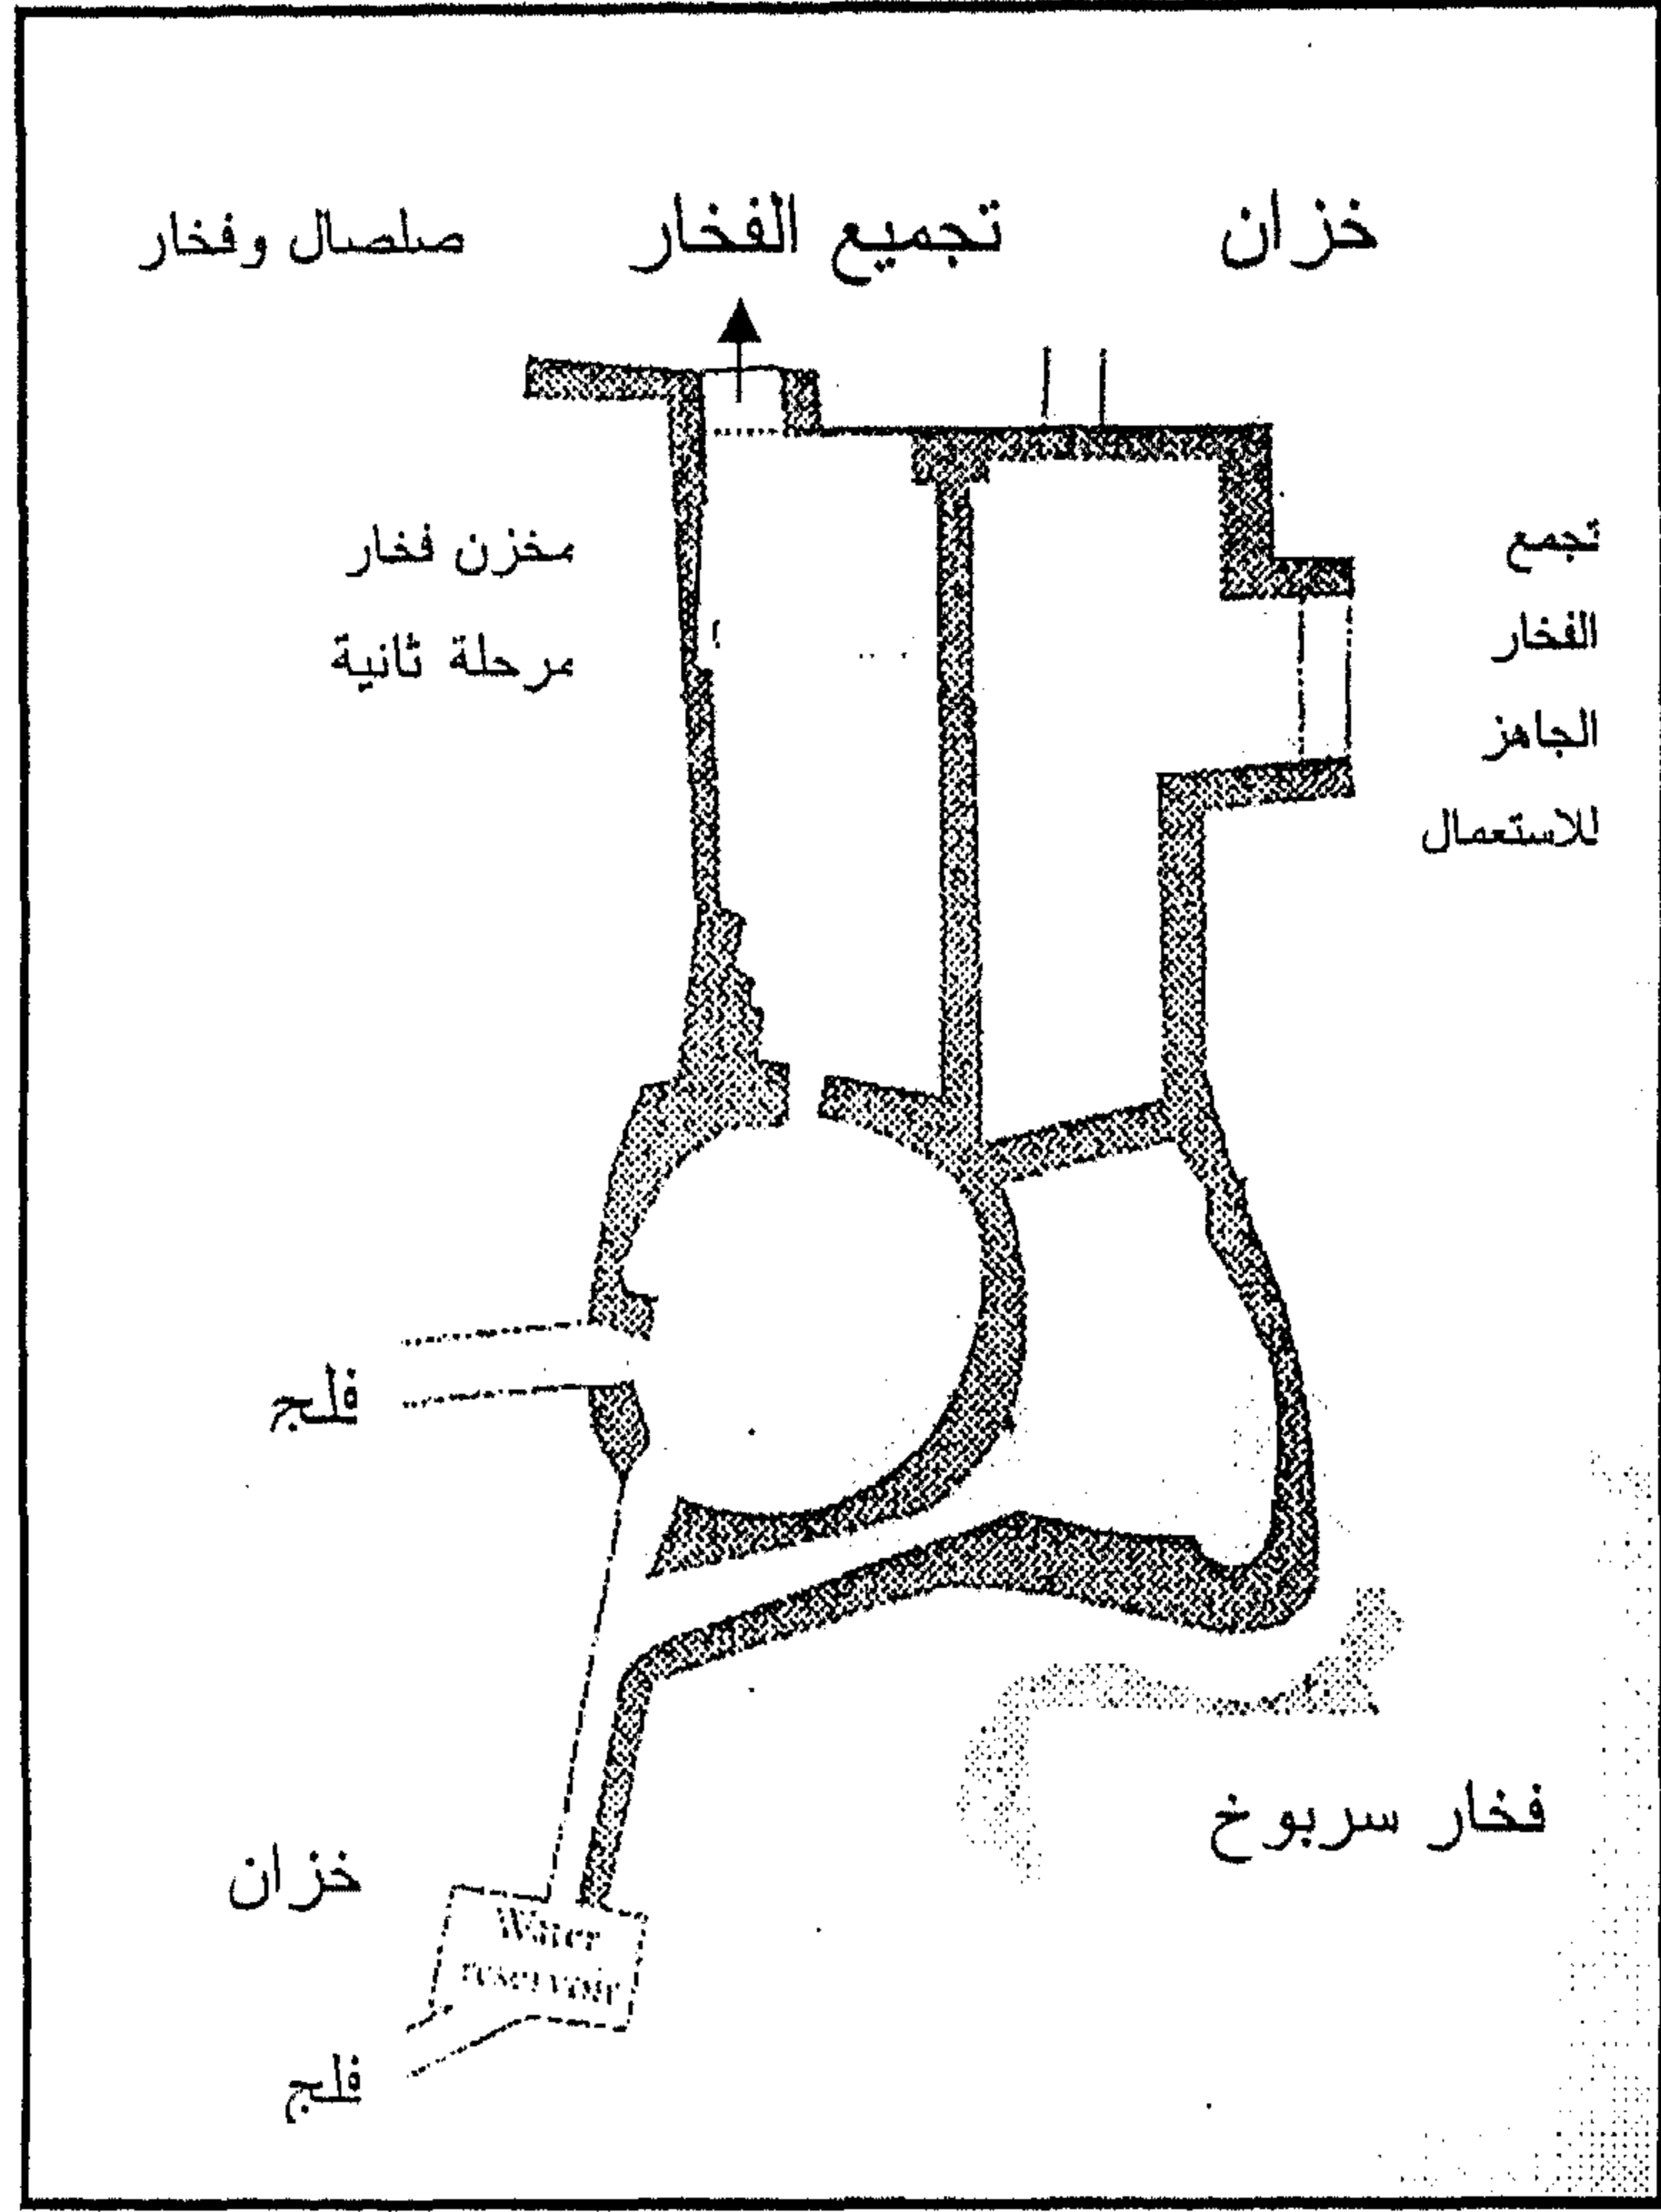 خزان
تجميع الفخار
صلصال وفخار
تجمع
الفخار
الجاهز
للاستعمال
مخزن فخار
مرحلة ثانية
فلج
فخار سربوخ
خزان
Water
reservoir
فلج